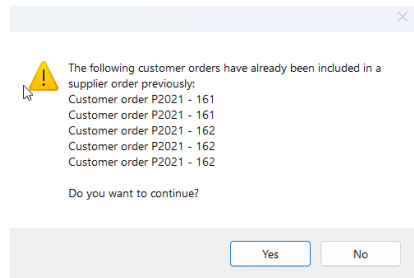 The following customer orders have already been included in a
supplier order previously:
Customer order P2021 - 161
Customer order P2021 - 161
Customer order P2021 - 162
Customer order P2021 - 162
Customer order P2021 - 162
Do you want to continue?
Yes
No